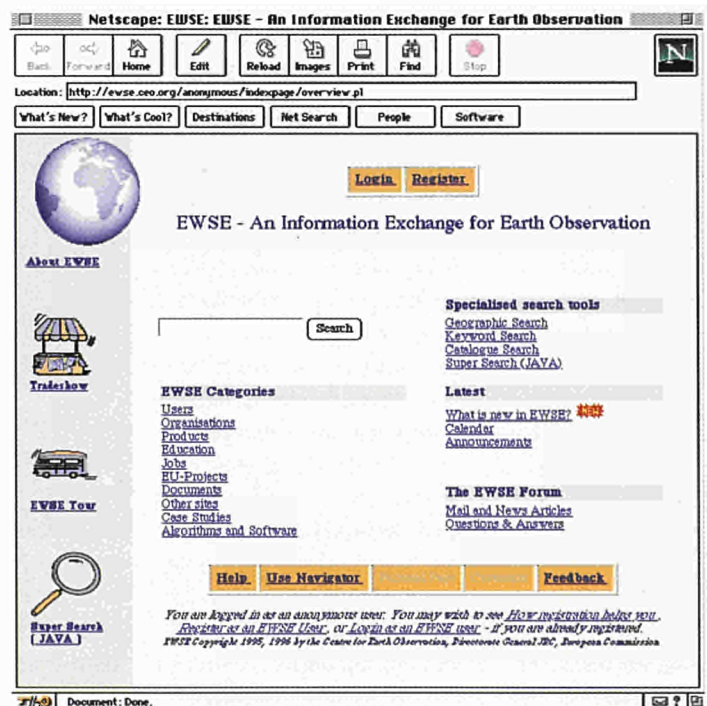 Netscape: EWSE: EWSE - An Information Exchange for Earth Observation
Back Forward Home Edit Reload Images Print Find Stop
N
Location: http://ewse.ceo.org/anonymous/indexpage/overview.pl
What's New? What's Cool? Destinations Net Search People Software
Login Register
EWSE - An Information Exchange for Earth Observation
About EWSE
Tradeshow
EWSE Tour
Super Search
(JAVA)
Search
EWSE Categories
Users
Organisations
Products
Education
Jobs
EU-Projects
Documents
Other sites
Case Studies
Algorithms and Software
Specialised search tools
Geographic Search
Keyword Search
Catalogue Search
Super Search (JAVA)
Latest
What is new in EWSE?
Calendar
Announcements
The EWSE Forum
Mail and News Articles
Questions & Answers
Help Use Navigator Feedback
You are logged in as an anonymous user. You may wish to see How registration helps you,
Register as an EWSE User, or Login as an EWSE user - if you are already registered.
EWSE Copyright 1995, 1996 by the Centre for Earth Observation, Directorate General JRC, European Commission
Document: Done.
?